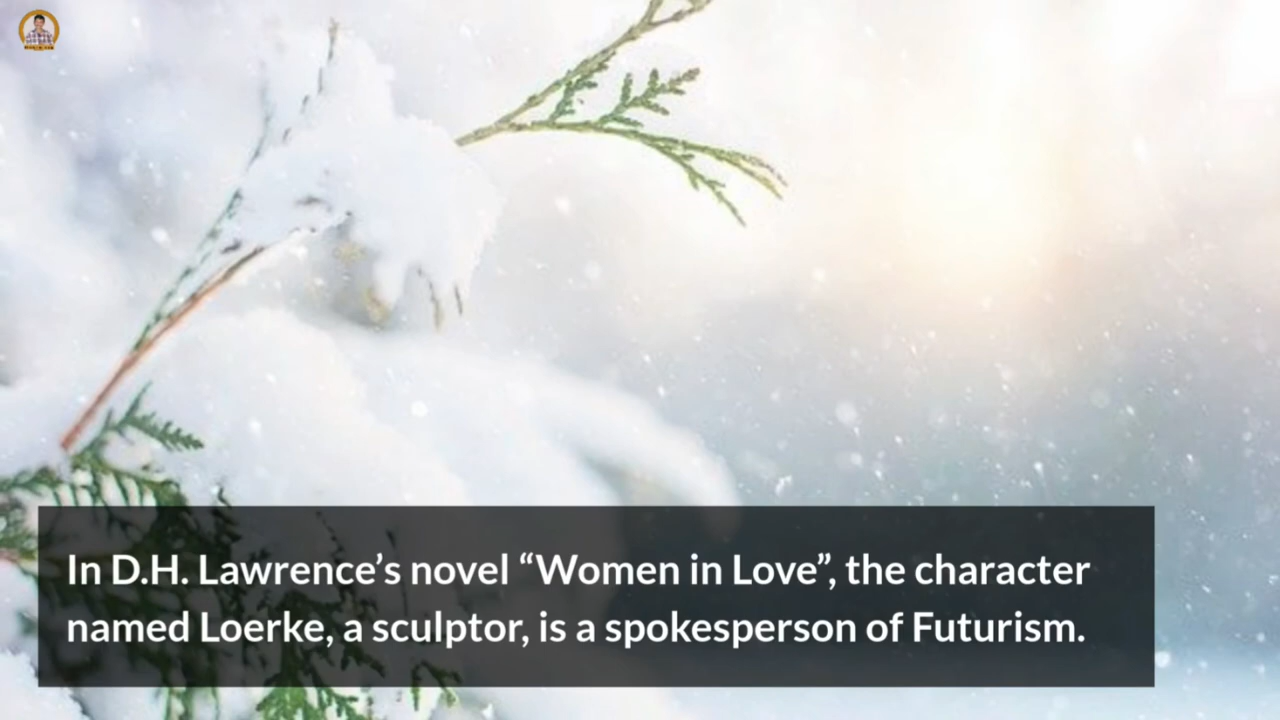 In D.H. Lawrence’s novel “Women in Love”, the character
named Loerke, a sculptor, is a spokesperson of Futurism.